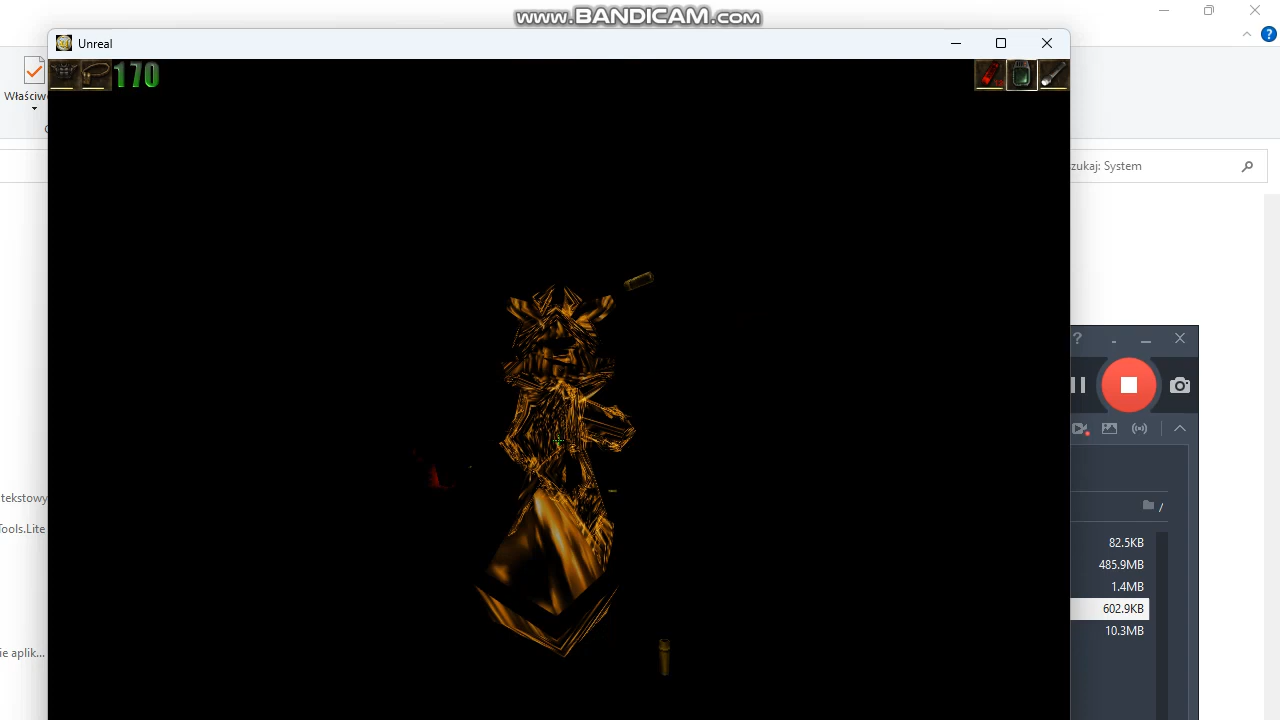 www.BANDICAM.com
Unreal
170
Właściw
zukaj: System
tekstowy
Tools.Lite
ie aplik...
/
82.5KB
485.9MB
1.4MB
602.9KB
10.3MB